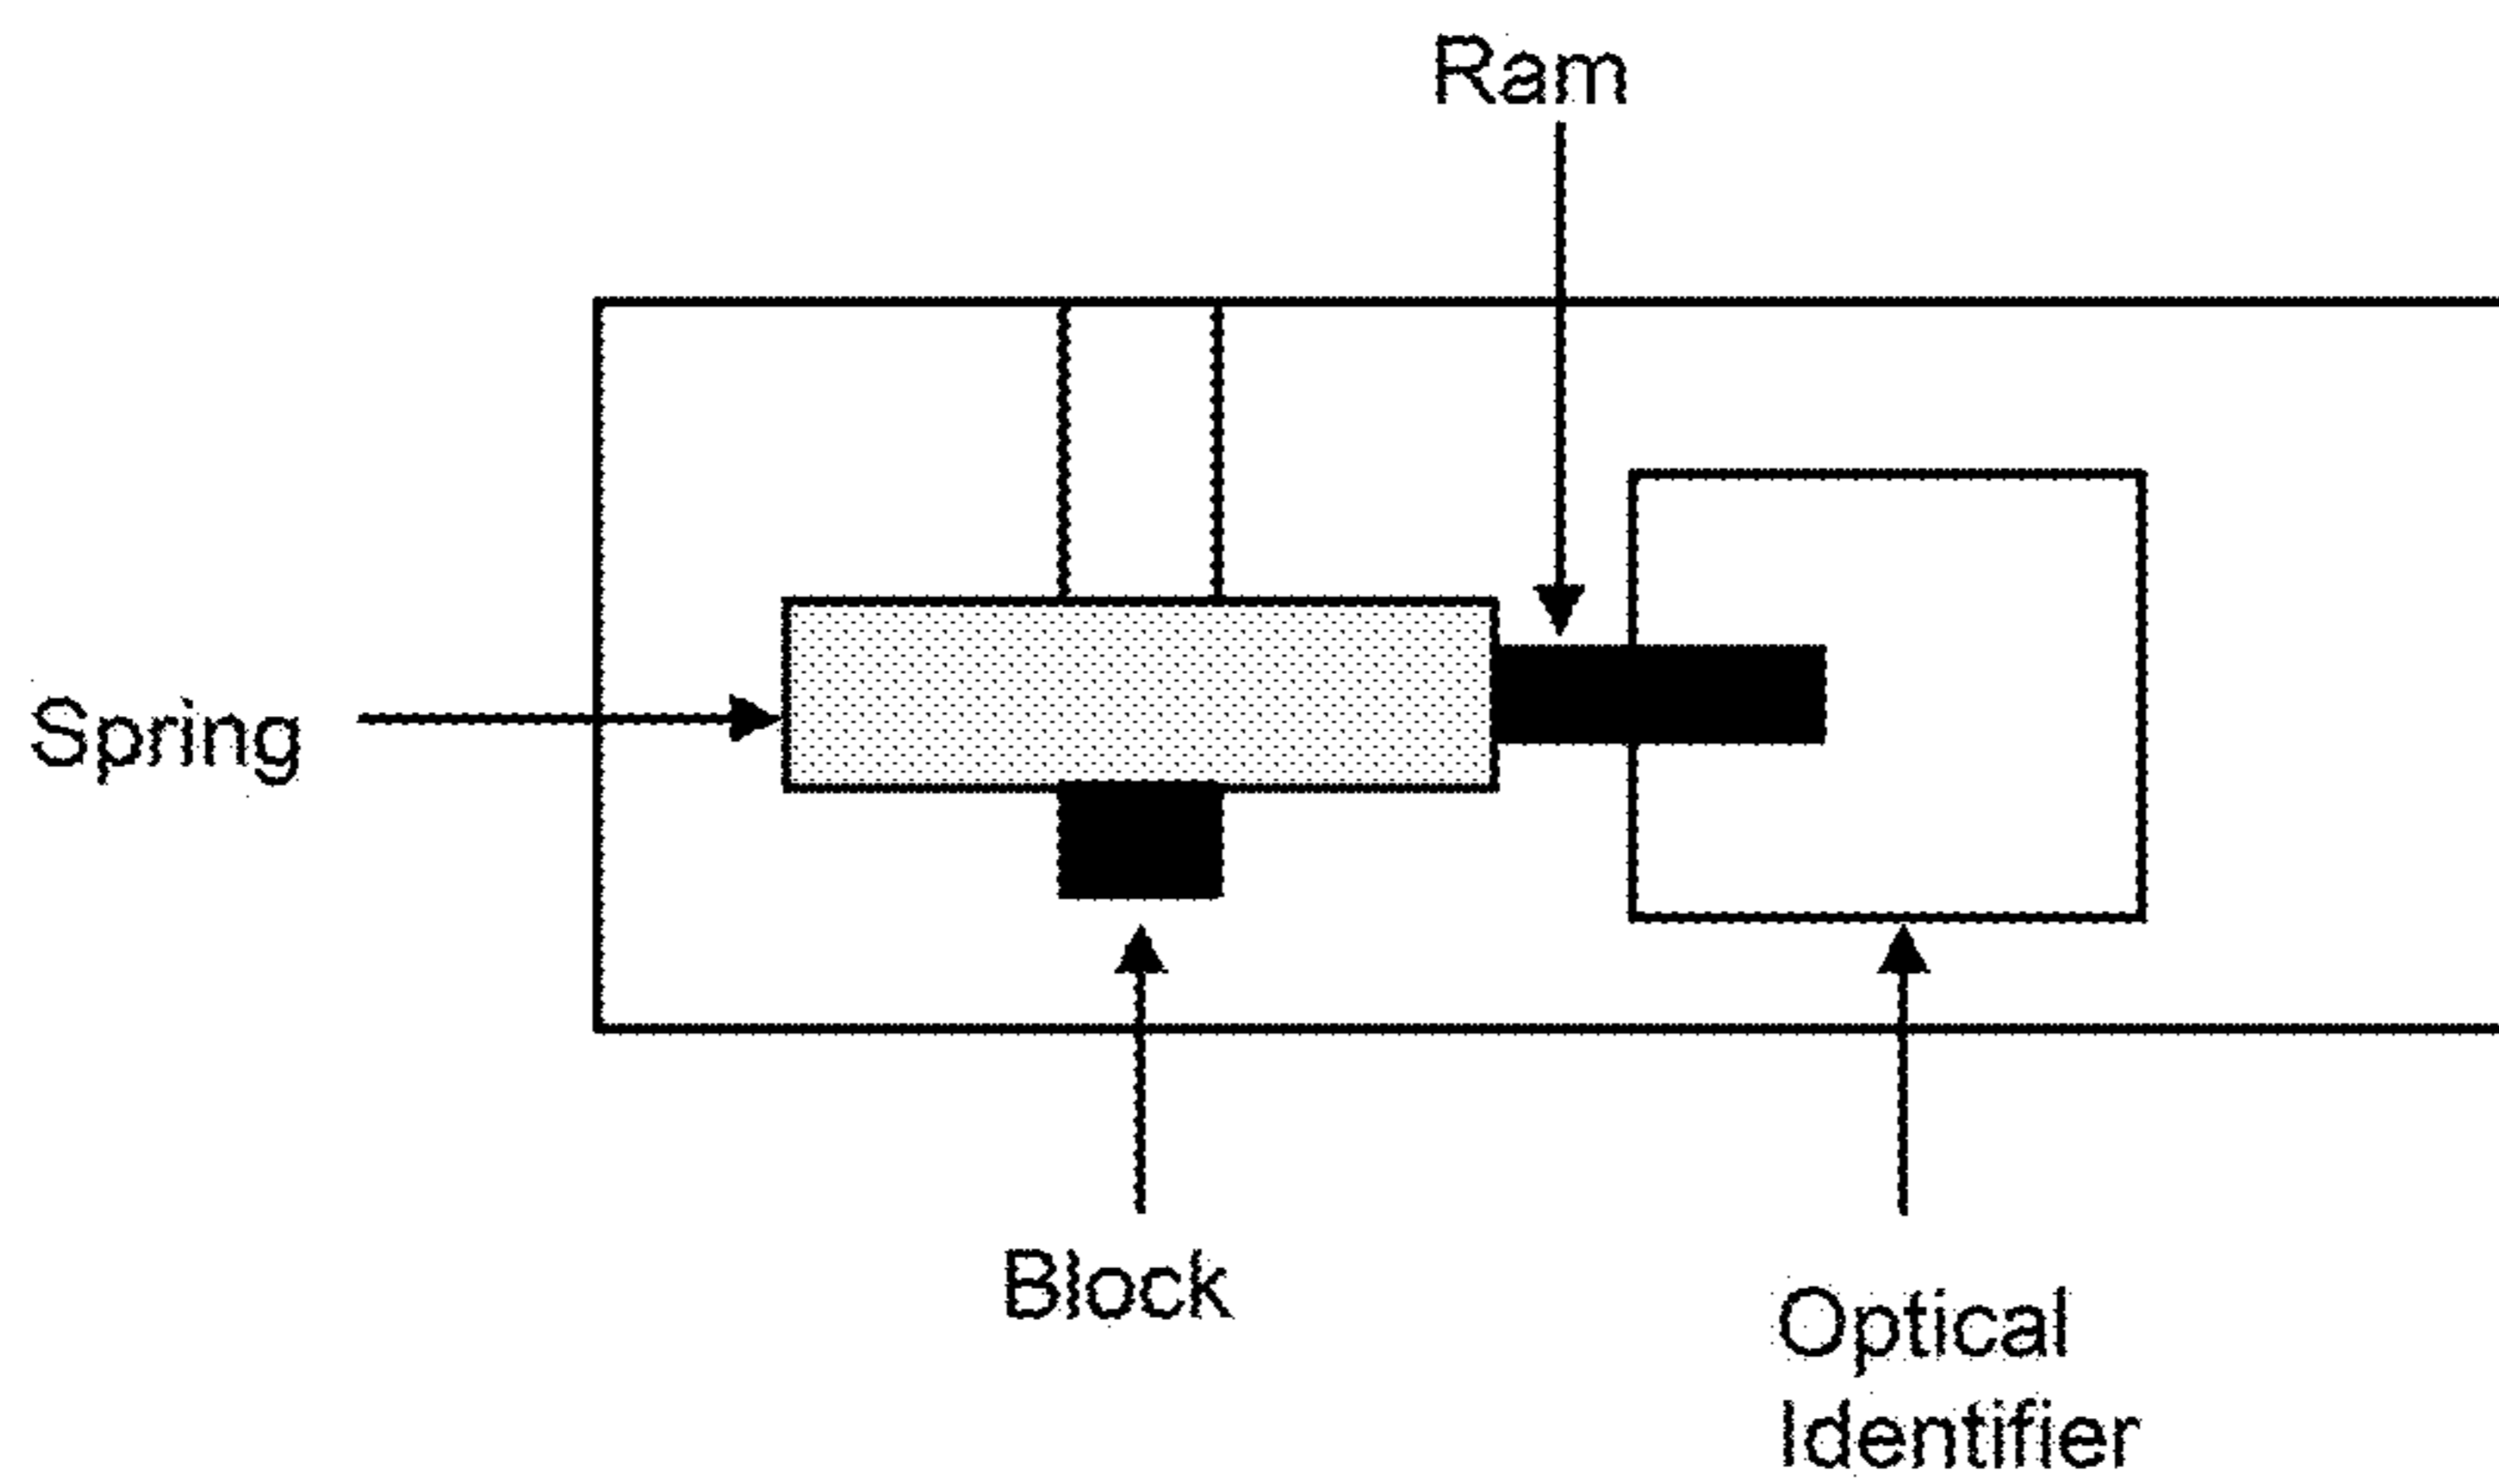 Ram
Spring
Block
Optical
Identifier